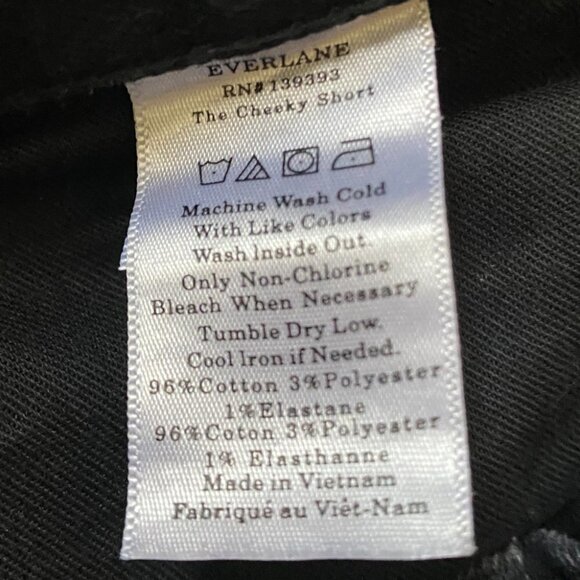 EVERLANE
RN# 139393
The Cheeky Short
Machine Wash Cold
With Like Colors
Wash Inside Out.
Only Non-Chlorine
Bleach When Necessary
Tumble Dry Low.
Cool Iron if Needed.
96%Cotton 3%Polyester
1%Elastane
96%Coton 3%Polyester
1% Elasthanne
Made in Vietnam
Fabriqué au Viêt-Nam